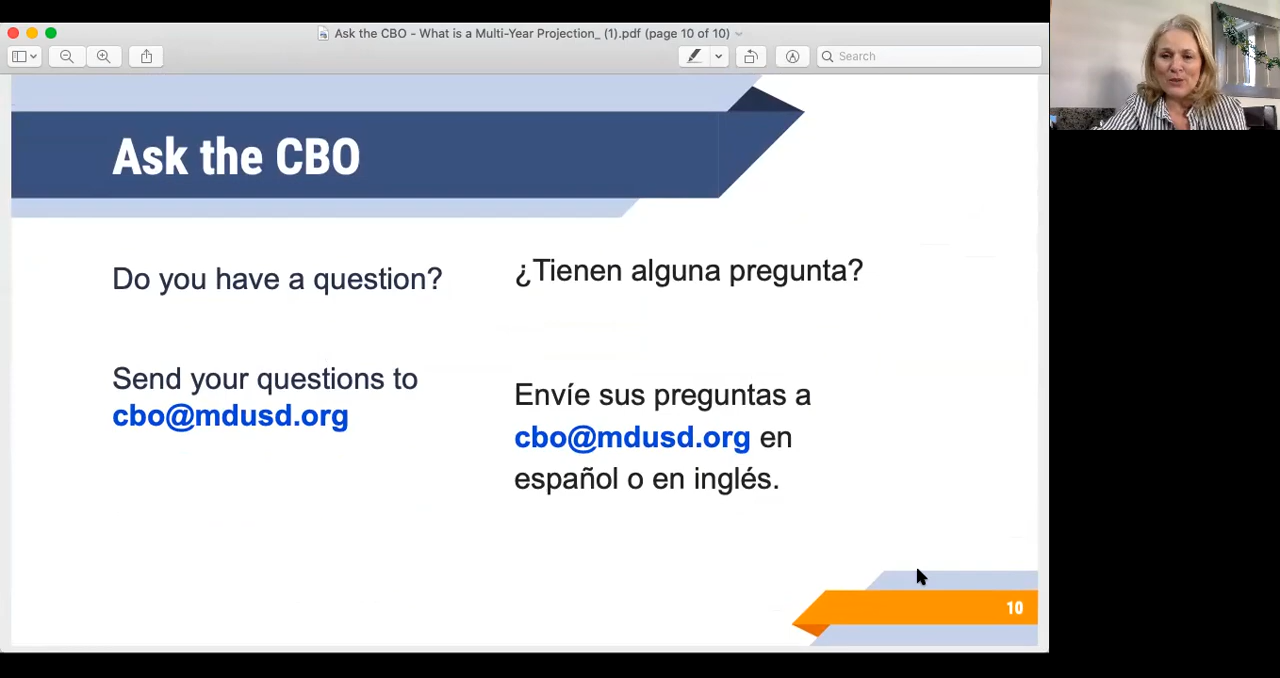 Ask the CBO - What is a Multi-Year Projection_ (1).pdf (page 10 of 10)
Search
Ask the CBO
Do you have a question?
Send your questions to
cbo@mdusd.org
¿Tienen alguna pregunta?
Envíe sus preguntas a
cbo@mdusd.org en
español o en inglés.
10